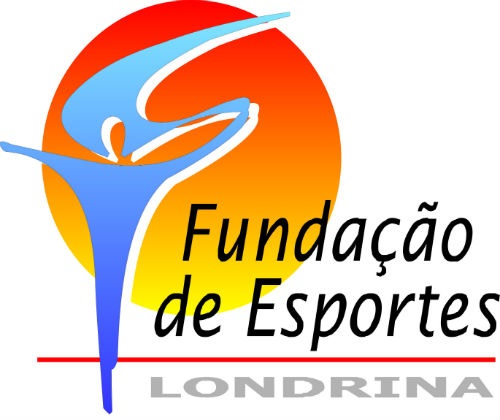 Fundação
de Esportes
LONDRINA